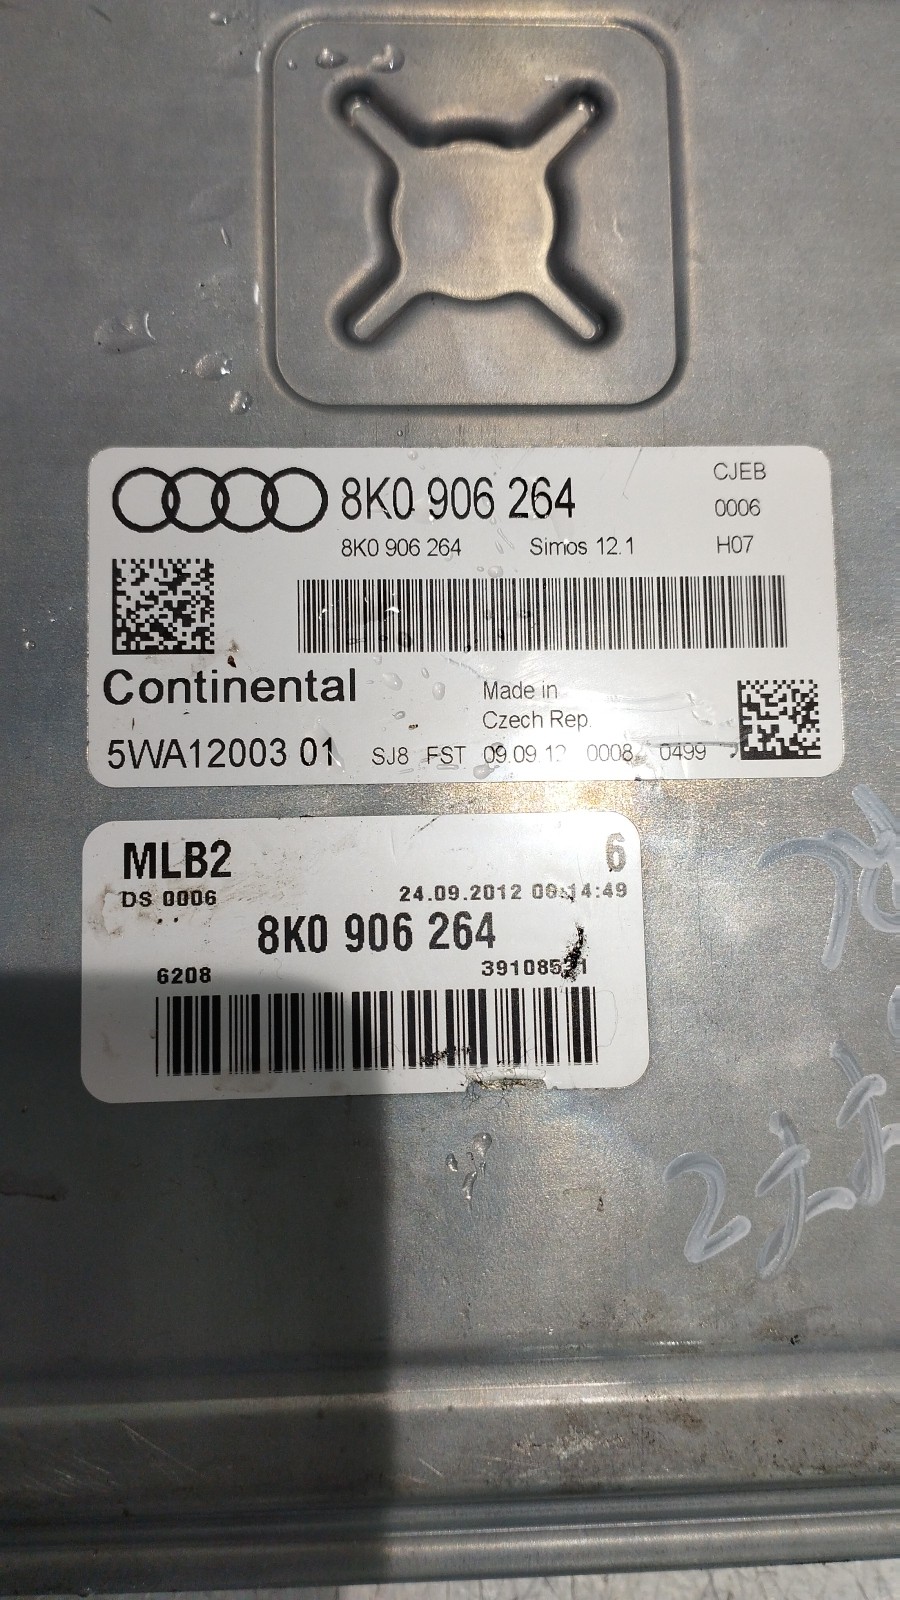 8K0 906 264 CJEB
0006
8K0 906 264 Simos 12.1 H07
Continental Made in
Czech Rep.
5WA12003 01 SJ8 FST 0008 0499
MLB2 6
DS 0006 24.09.2012
8K0 906 264
6208